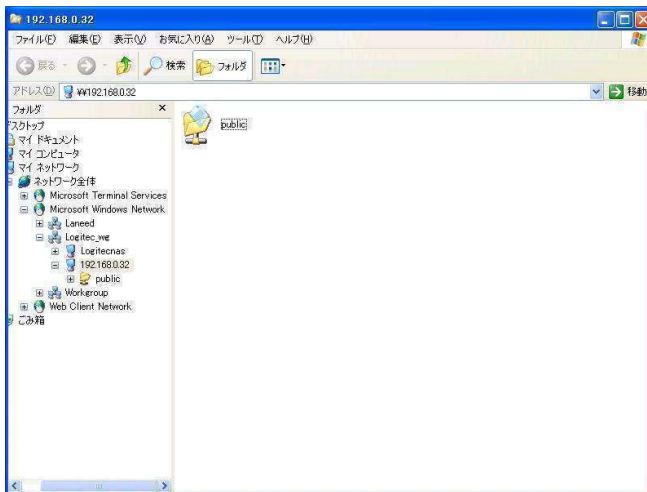 192.168.0.32
ファイル(F) 編集(E) 表示(V) お気に入り(A) ツール(T) ヘルプ(H)
戻る 検索 フォルダ
アドレス(D) ¥¥192.168.0.32 移動
フォルダ ×
デスクトップ
マイ ドキュメント
マイ コンピュータ
マイ ネットワーク
ネットワーク全体
Microsoft Terminal Services
Microsoft Windows Network
Laneed
Logitec_wg
Logitecnas
192.168.0.32
public
Workgroup
Web Client Network
ごみ箱
public